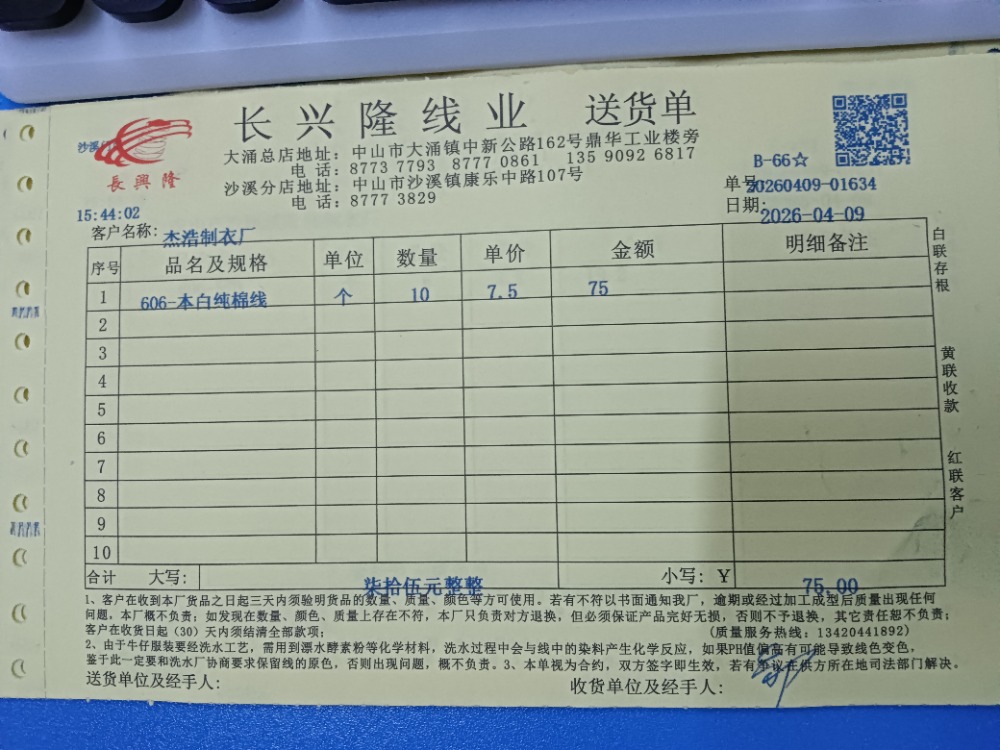 长兴隆线业 送货单
沙溪
長興隆
大涌总店地址：中山市大涌镇中新公路162号鼎华工业楼旁
电 话：8773 7793 8777 0861 135 9092 6817
沙溪分店地址：中山市沙溪镇康乐中路107号
电 话：8777 3829
B-66☆
单号 20260409-01634
日期: 2026-04-09
15:44:02
客户名称: 杰浩制衣厂
序号 品名及规格 单位 数量 单价 金额 明细备注
1 606-本白纯棉线 个 10 7.5 75
2
3
4
5
6
7
8
9
10
合计 大写: 柒拾伍元整整 小写: ¥ 75.00
白联存根
黄联收款
红联客户
1、客户在收到本厂货品之日起三天内须验明货品的数量、质量、颜色等方可使用。若有不符以书面通知我厂，逾期或经过加工成型后质量出现任何
问题，本厂概不负责；如发现在数量、颜色、质量上存在不符，本厂只负责对方退换，但必须保证产品完好无损，否则不予退换，其它责任恕不负责；
客户在收货日起（30）天内须结清全部款项； (质量服务热线: 13420441892)
2、由于牛仔服装要经洗水工艺，需用到漂水酵素粉等化学材料，洗水过程中会与线中的染料产生化学反应，如果PH值偏高有可能导致线色变色，
鉴于此一定要和洗水厂协商要求保留线的原色，否则出现问题，概不负责。3、本单视为合约，双方签字即生效，若有争议在供方所在地司法部门解决。
送货单位及经手人: 收货单位及经手人: